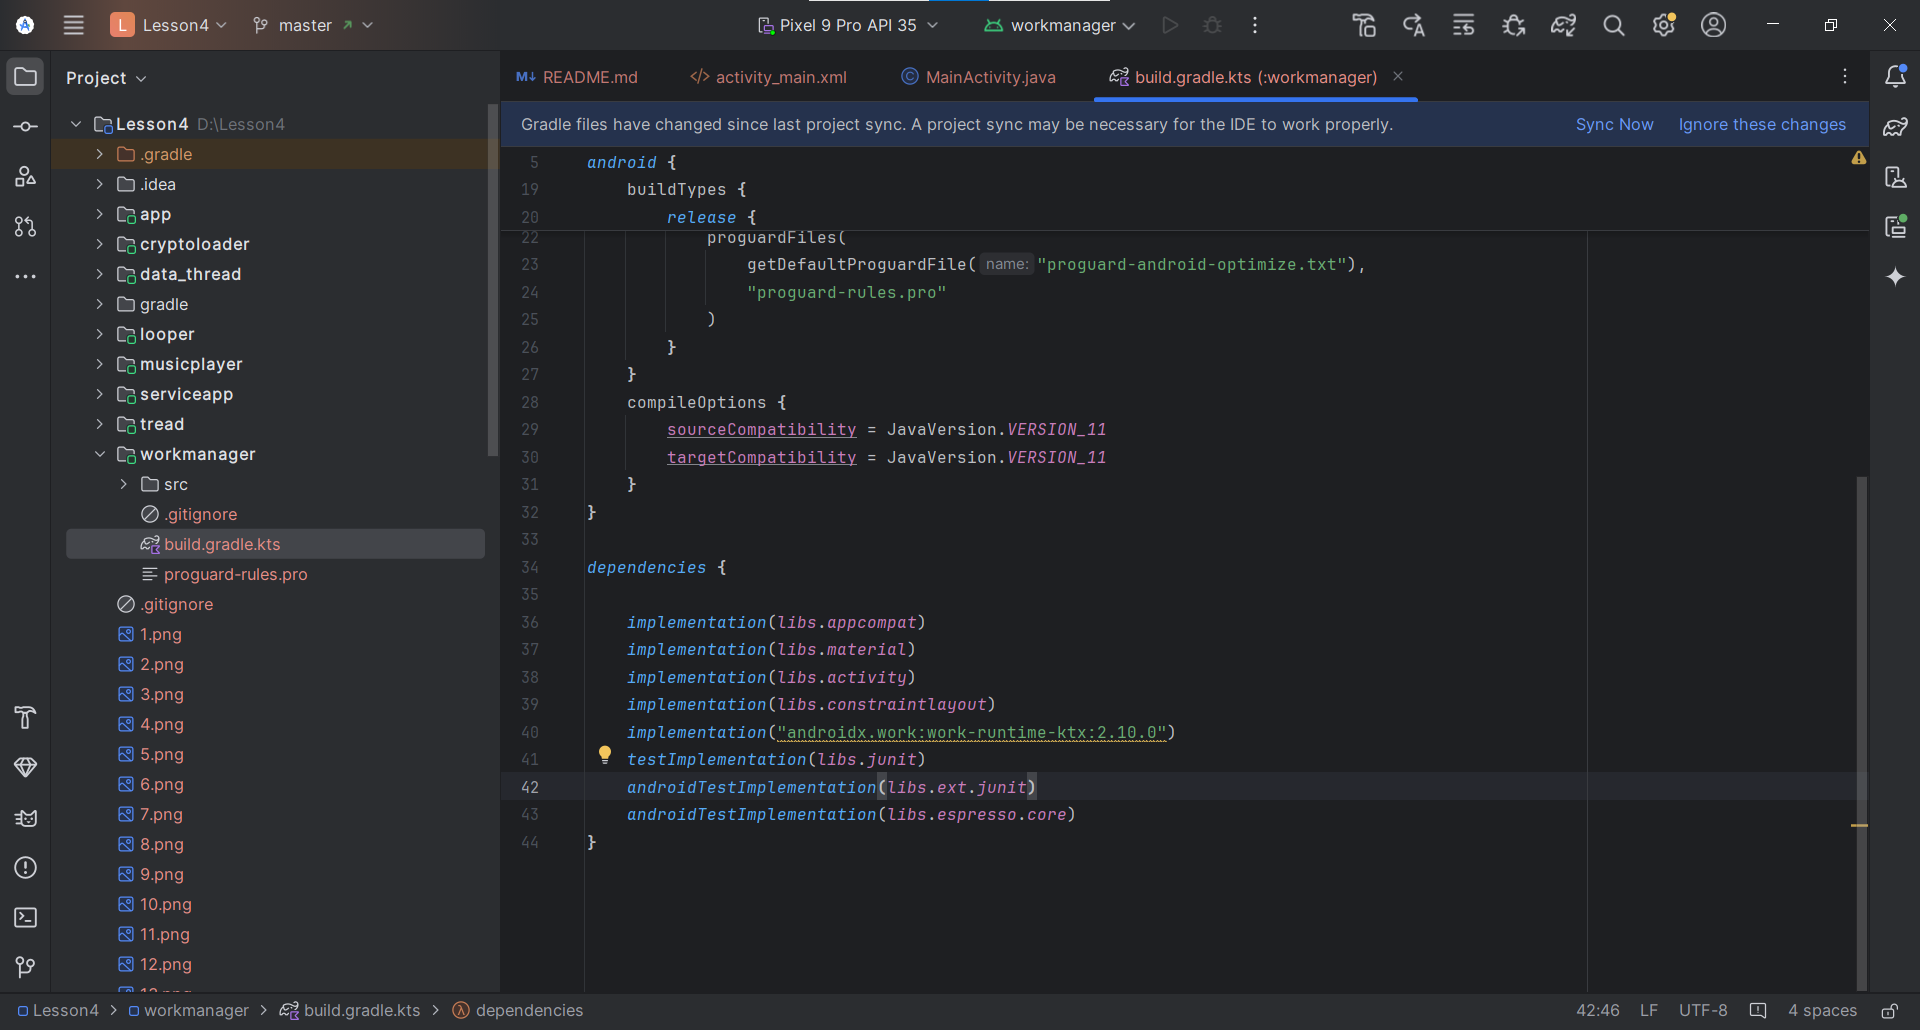 L Lesson4 master Pixel 9 Pro API 35 workmanager
Project
M↓ README.md </> activity_main.xml C MainActivity.java build.gradle.kts (:workmanager)
Gradle files have changed since last project sync. A project sync may be necessary for the IDE to work properly. Sync Now Ignore these changes
Lesson4 D:\Lesson4
.gradle
.idea
app
cryptoloader
data_thread
gradle
looper
musicplayer
serviceapp
tread
workmanager
src
.gitignore
build.gradle.kts
proguard-rules.pro
.gitignore
1.png
2.png
3.png
4.png
5.png
6.png
7.png
8.png
9.png
10.png
11.png
12.png
5 android {
19 buildTypes {
20 release {
22 proguardFiles(
23 getDefaultProguardFile( name: "proguard-android-optimize.txt"),
24 "proguard-rules.pro"
25 )
26 }
27 }
28 compileOptions {
29 sourceCompatibility = JavaVersion.VERSION_11
30 targetCompatibility = JavaVersion.VERSION_11
31 }
32 }
33
34 dependencies {
35
36 implementation(libs.appcompat)
37 implementation(libs.material)
38 implementation(libs.activity)
39 implementation(libs.constraintlayout)
40 implementation("androidx.work:work-runtime-ktx:2.10.0")
41 testImplementation(libs.junit)
42 androidTestImplementation(libs.ext.junit)
43 androidTestImplementation(libs.espresso.core)
44 }
Lesson4 > workmanager > build.gradle.kts > λ dependencies 42:46 LF UTF-8 4 spaces